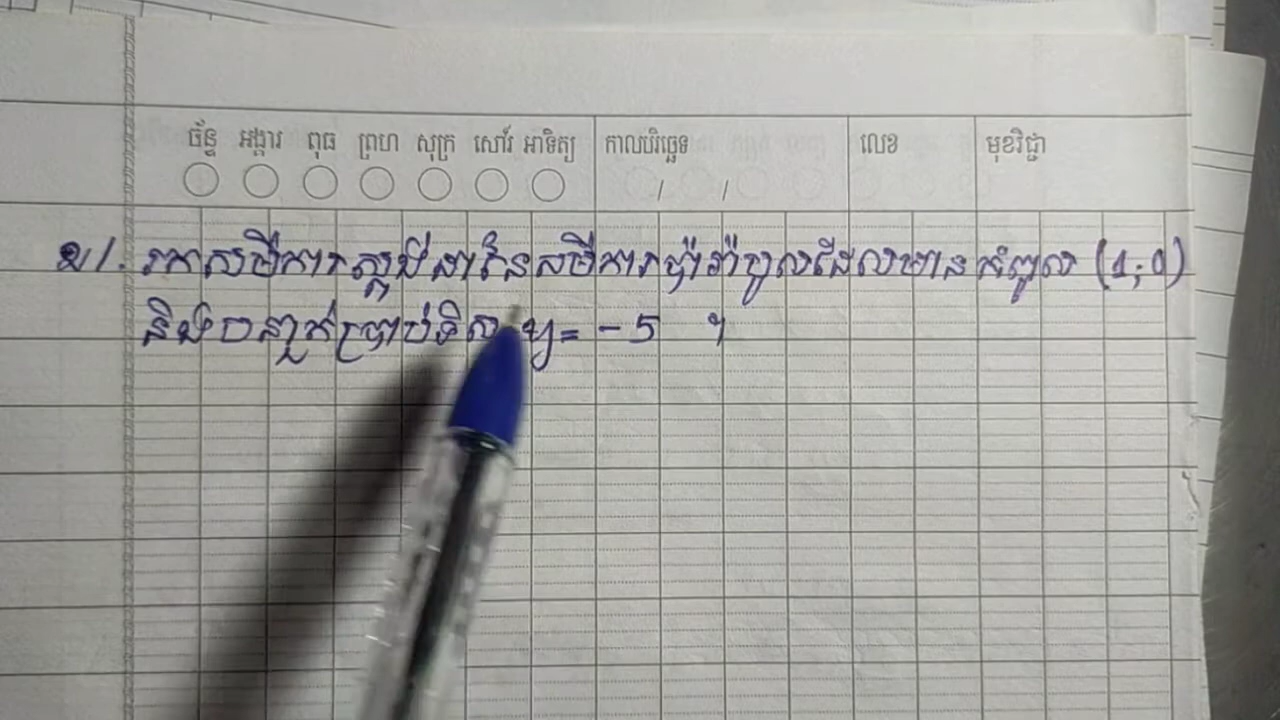 ច័ន្ទ អង្គារ ពុធ ព្រហ សុក្រ សៅរ៍ អាទិត្យ កាលបរិច្ឆេទ / / លេខ មុខវិជ្ជា
២/. រកសមីការស្តង់ដានៃសមីការប៉ារ៉ាបូលដែលមានកំពូល (1;0)
និងបន្ទាត់ប្រាប់ទិស y = -5 ។